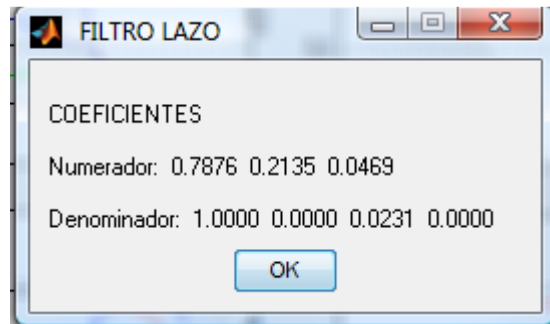 FILTRO LAZO
COEFICIENTES
Numerador: 0.7876 0.2135 0.0469
Denominador: 1.0000 0.0000 0.0231 0.0000
OK